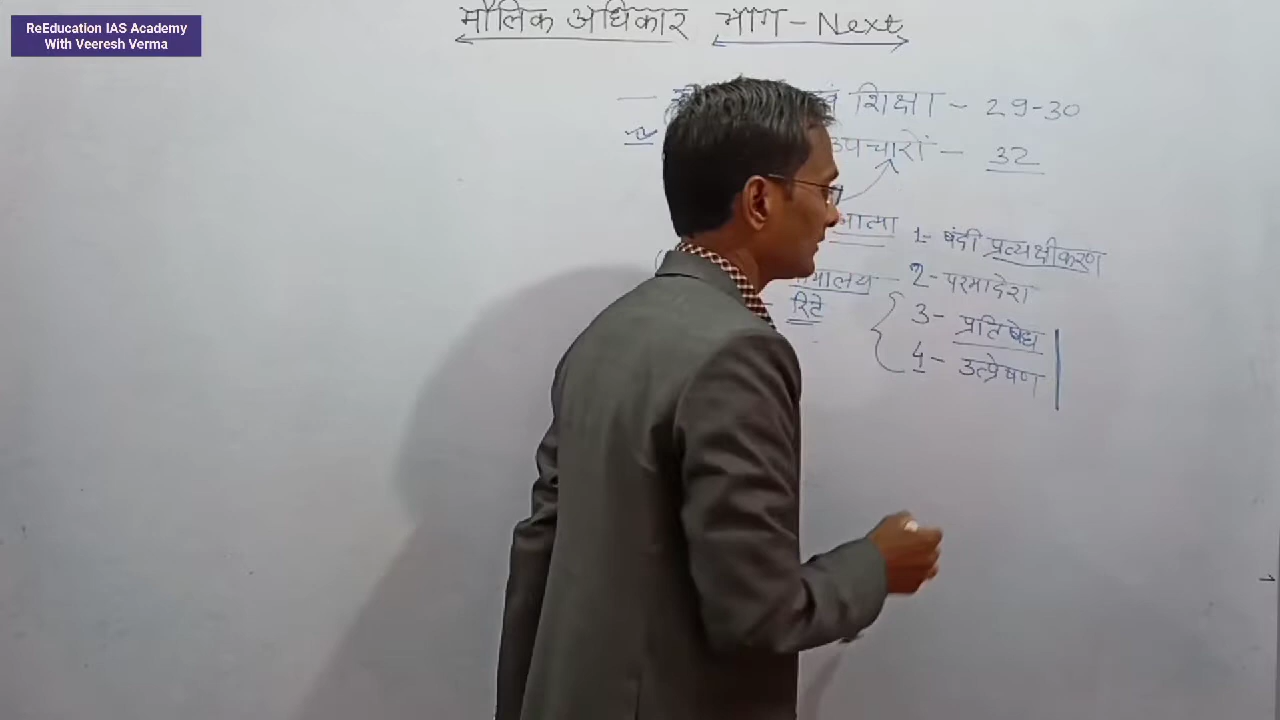 ReEducation IAS Academy
With Veeresh Verma
मौलिक अधिकार भाग - Next
शिक्षा - 29-30
उपचारों - 32
1- बंदी प्रत्यक्षीकरण
2- परमादेश
रिटे
3- प्रतिषेध
4- उत्प्रेषण